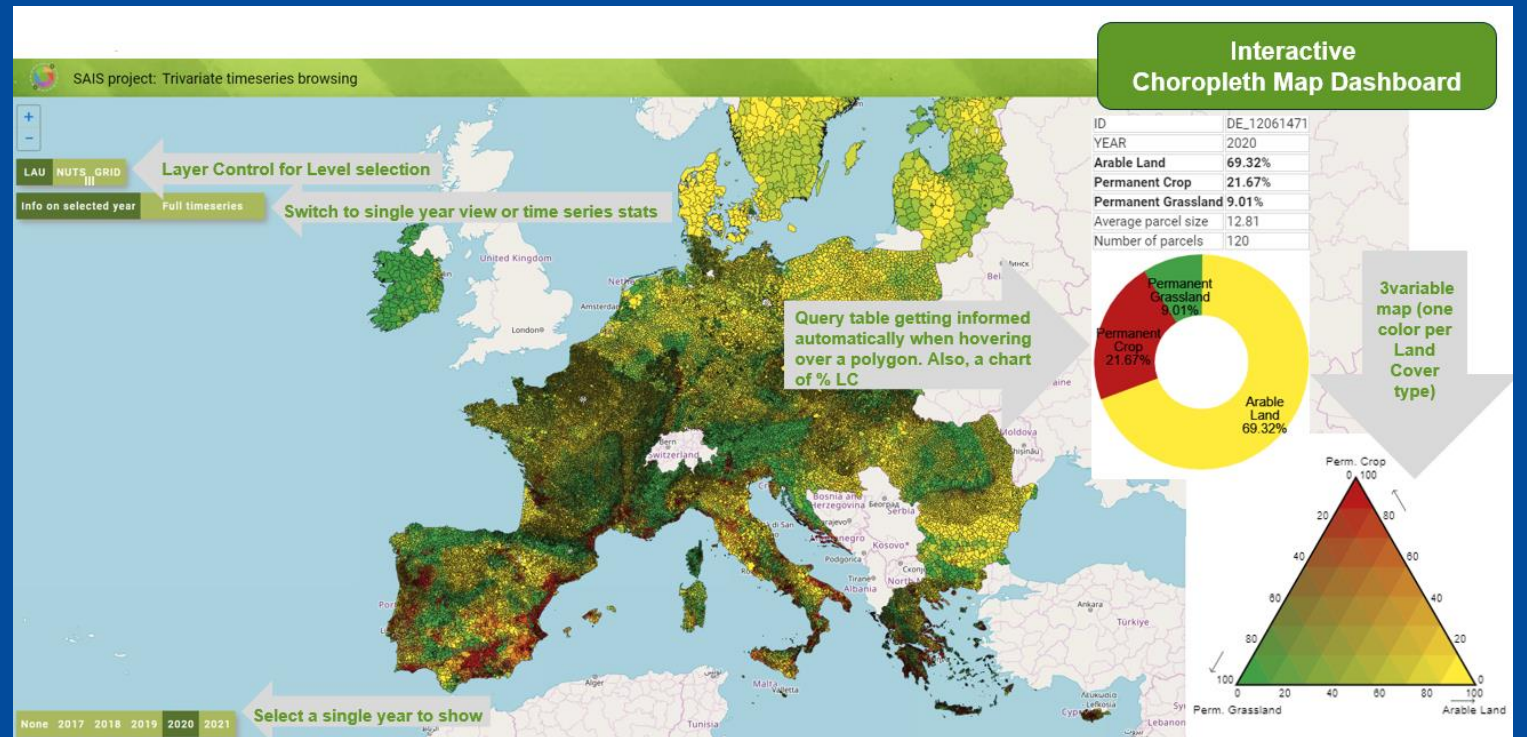 Interactive
Choropleth Map Dashboard
SAIS project: Trivariate timeseries browsing
+
−
LAU NUTS_III GRID
Layer Control for Level selection
Info on selected year Full timeseries
Switch to single year view or time series stats
ID DE_12061471
YEAR 2020
Arable Land 69.32%
Permanent Crop 21.67%
Permanent Grassland 9.01%
Average parcel size 12.81
Number of parcels 120
Permanent
Grassland
9.01%
Permanent
Crop
21.67%
Arable
Land
69.32%
Query table getting informed
automatically when hovering
over a polygon. Also, a chart
of % LC
3variable
map (one
color per
Land
Cover
type)
United Kingdom
Amsterdam
London
Bern
Switzerland
Moldova
Bosnia and
Herzegovina
Београд
Serbia
Kosovo*
Podgorica
Tirane
Albania
Ankara
Türkiye
Alger
Malta
Valletta
Tunisia
Λευκωσία
Lefkoşa
Lebanon
Perm. Crop
0 100
20 80
40 60
60 40
80 20
100 0
0 20 40 60 80 100
Perm. Grassland Arable Land
None 2017 2018 2019 2020 2021
Select a single year to show